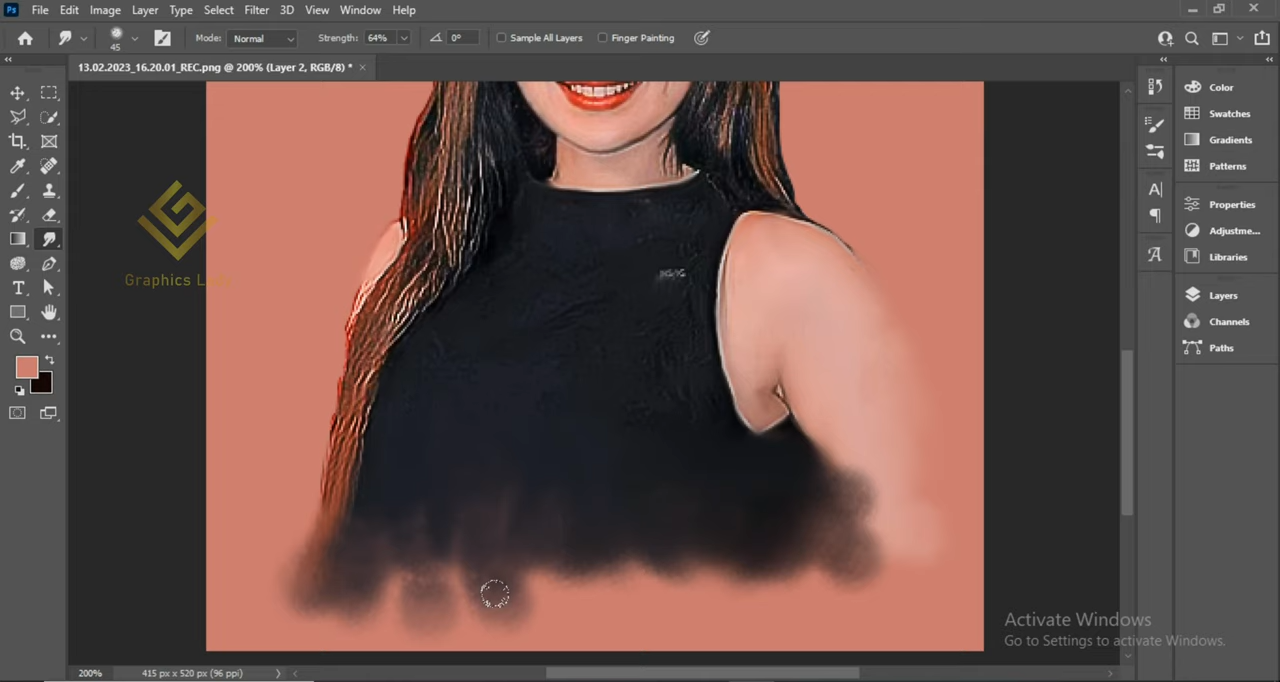 Ps File Edit Image Layer Type Select Filter 3D View Window Help
45 Mode: Normal Strength: 64% 0° Sample All Layers Finger Painting
13.02.2023_16.20.01_REC.png @ 200% (Layer 2, RGB/8) *
Color
Swatches
Gradients
Patterns
Properties
Adjustme...
Libraries
Layers
Channels
Paths
Graphics
Activate Windows
Go to Settings to activate Windows.
200% 415 px x 520 px (96 ppi)